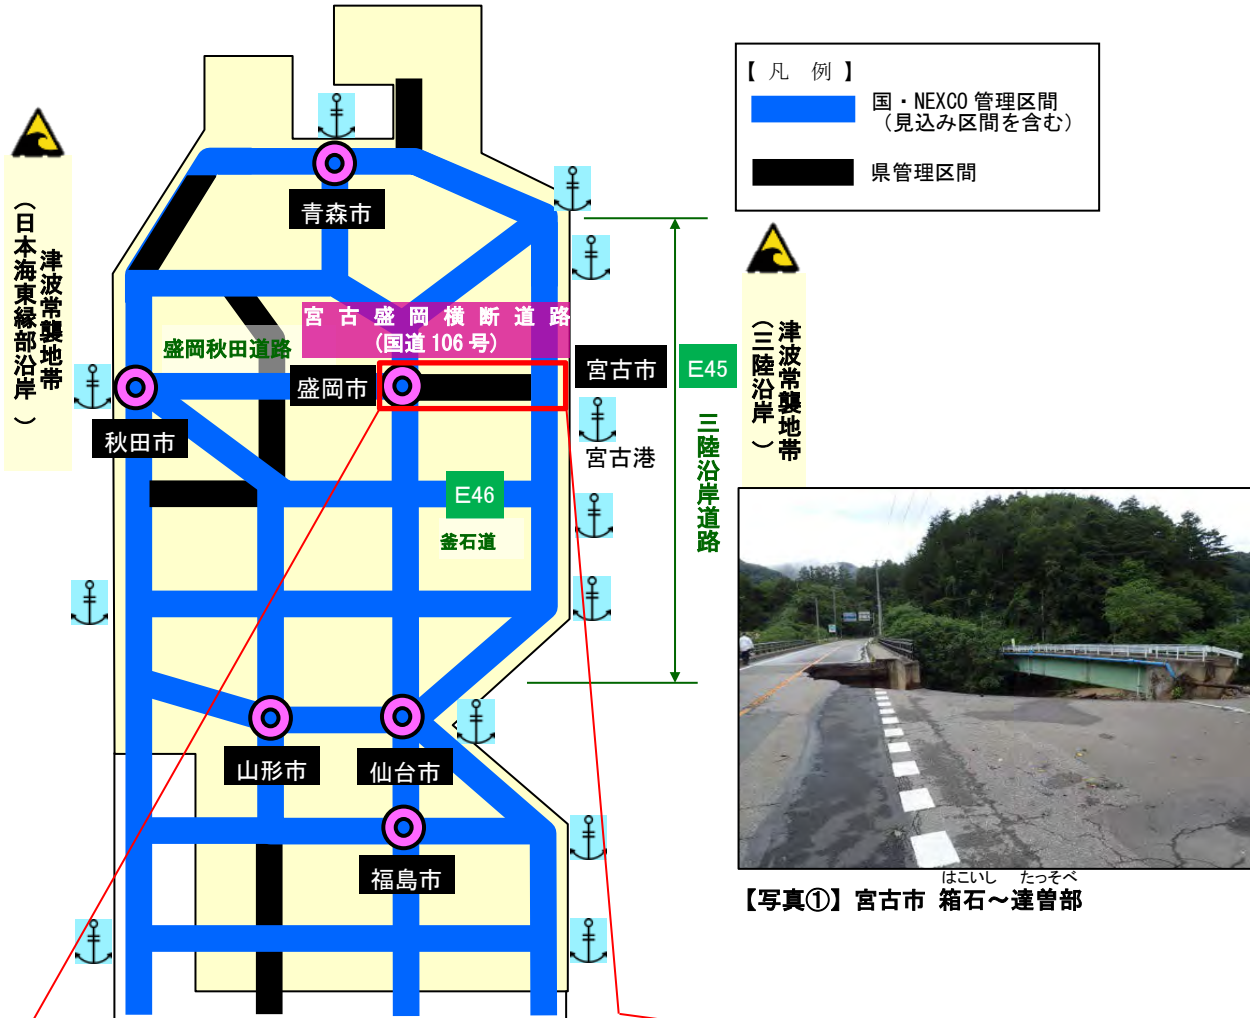 【 凡 例 】
国・NEXCO 管理区間
（見込み区間を含む）
県管理区間
津波常襲地帯
（日本海東縁部沿岸）
青森市
宮古盛岡横断道路
(国道 106 号)
盛岡秋田道路
盛岡市
宮古市
E45
秋田市
宮古港
三陸沿岸道路
津波常襲地帯
（三陸沿岸）
E46
釜石道
山形市
仙台市
福島市
はこいし たっそべ
【写真①】宮古市 箱石～達曽部